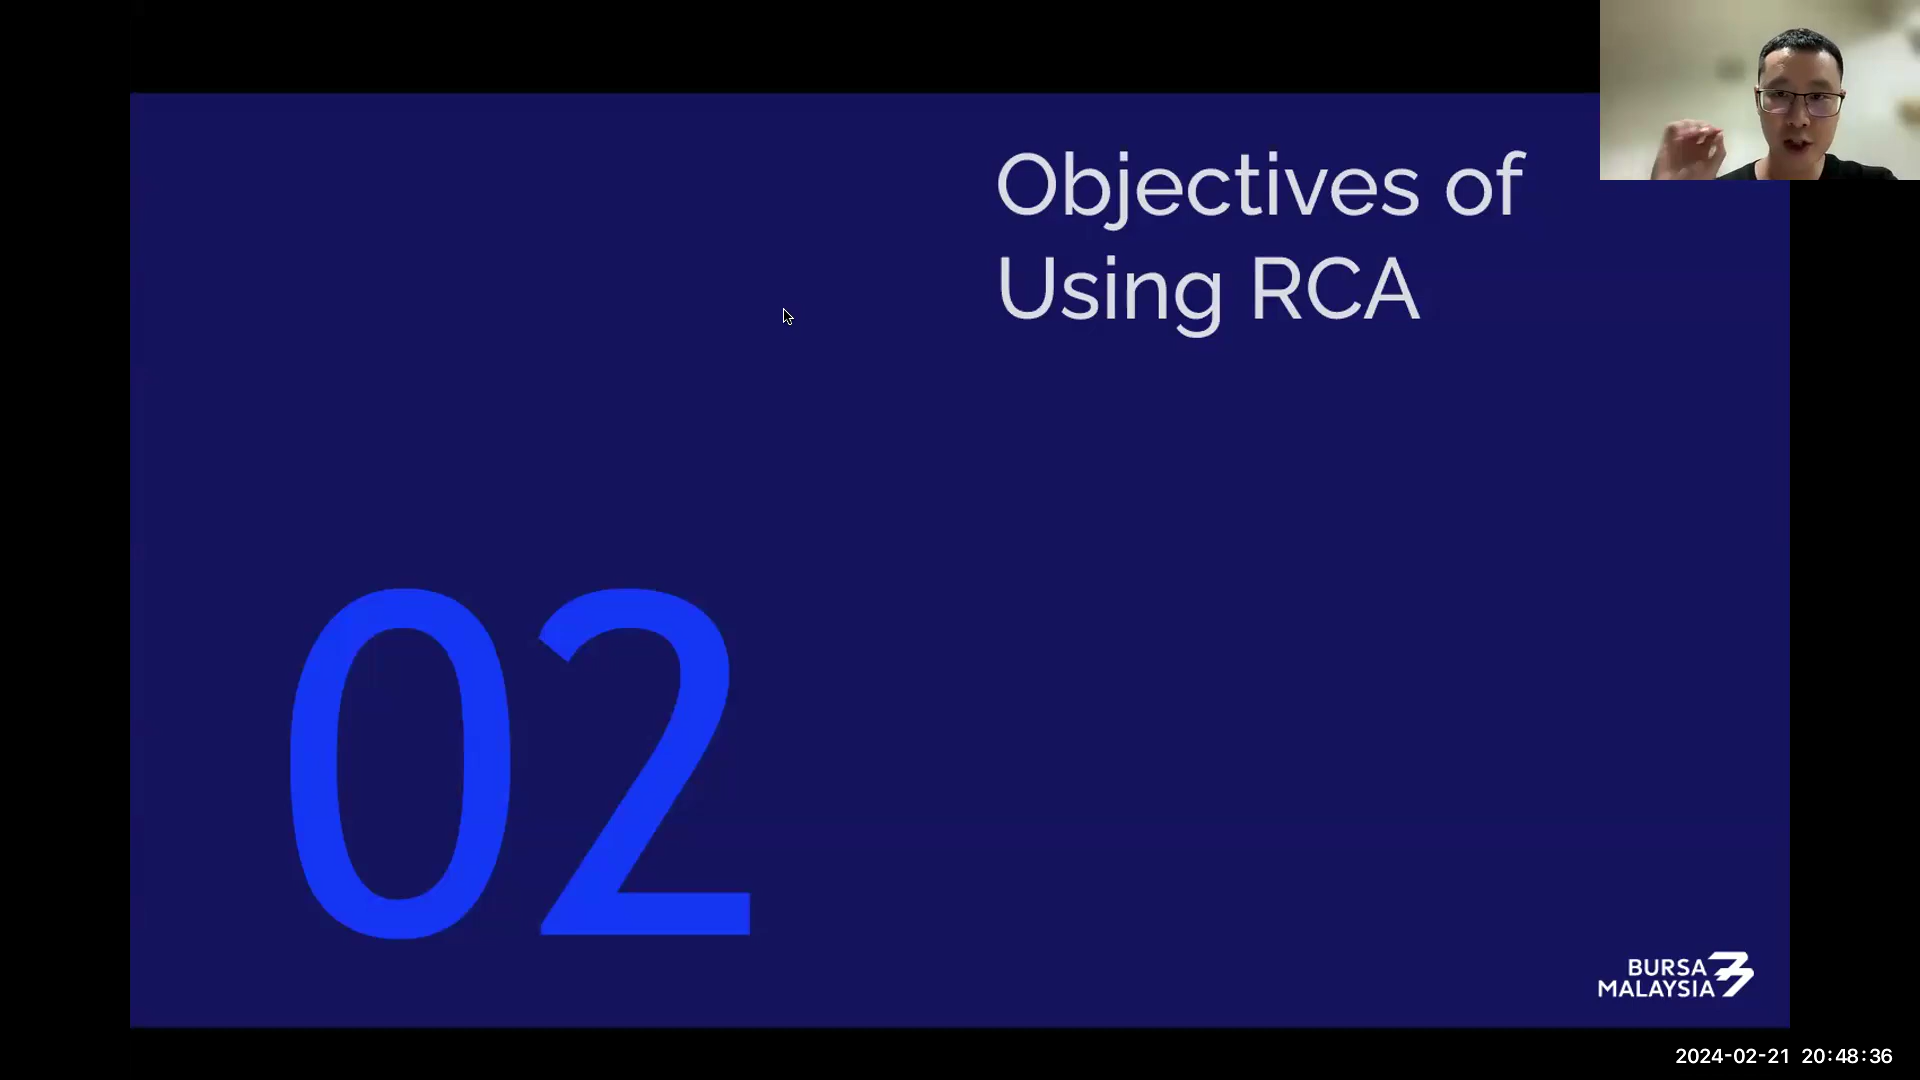 Objectives of
Using RCA
02
BURSA
MALAYSIA
2024-02-21 20:48:36